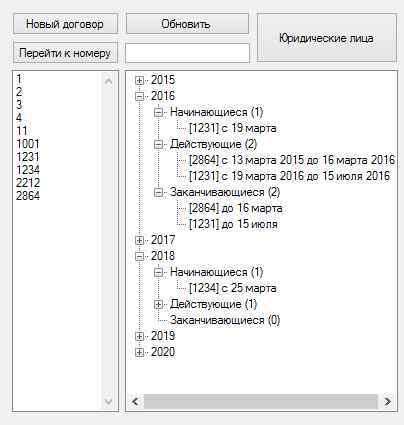 Новый договор
Обновить
Юридические лица
Перейти к номеру
1
2
3
4
11
1001
1231
1234
2212
2864
2015
2016
Начинающиеся (1)
[1231] с 19 марта
Действующие (2)
[2864] с 13 марта 2015 до 16 марта 2016
[1231] с 19 марта 2016 до 15 июля 2016
Заканчивающиеся (2)
[2864] до 16 марта
[1231] до 15 июля
2017
2018
Начинающиеся (1)
[1234] с 25 марта
Действующие (1)
Заканчивающиеся (0)
2019
2020